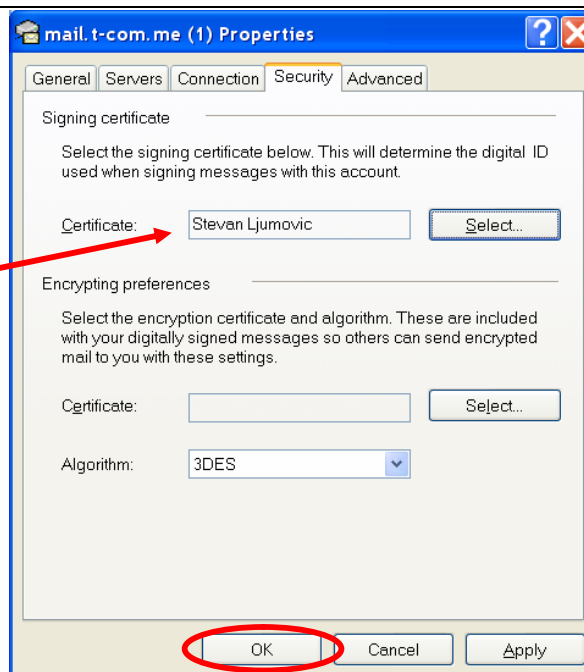 mail.t-com.me (1) Properties
General Servers Connection Security Advanced
Signing certificate
Select the signing certificate below. This will determine the digital ID
used when signing messages with this account.
Certificate: Stevan Ljumovic Select...
Encrypting preferences
Select the encryption certificate and algorithm. These are included
with your digitally signed messages so others can send encrypted
mail to you with these settings.
Certificate: Select...
Algorithm: 3DES
OK Cancel Apply